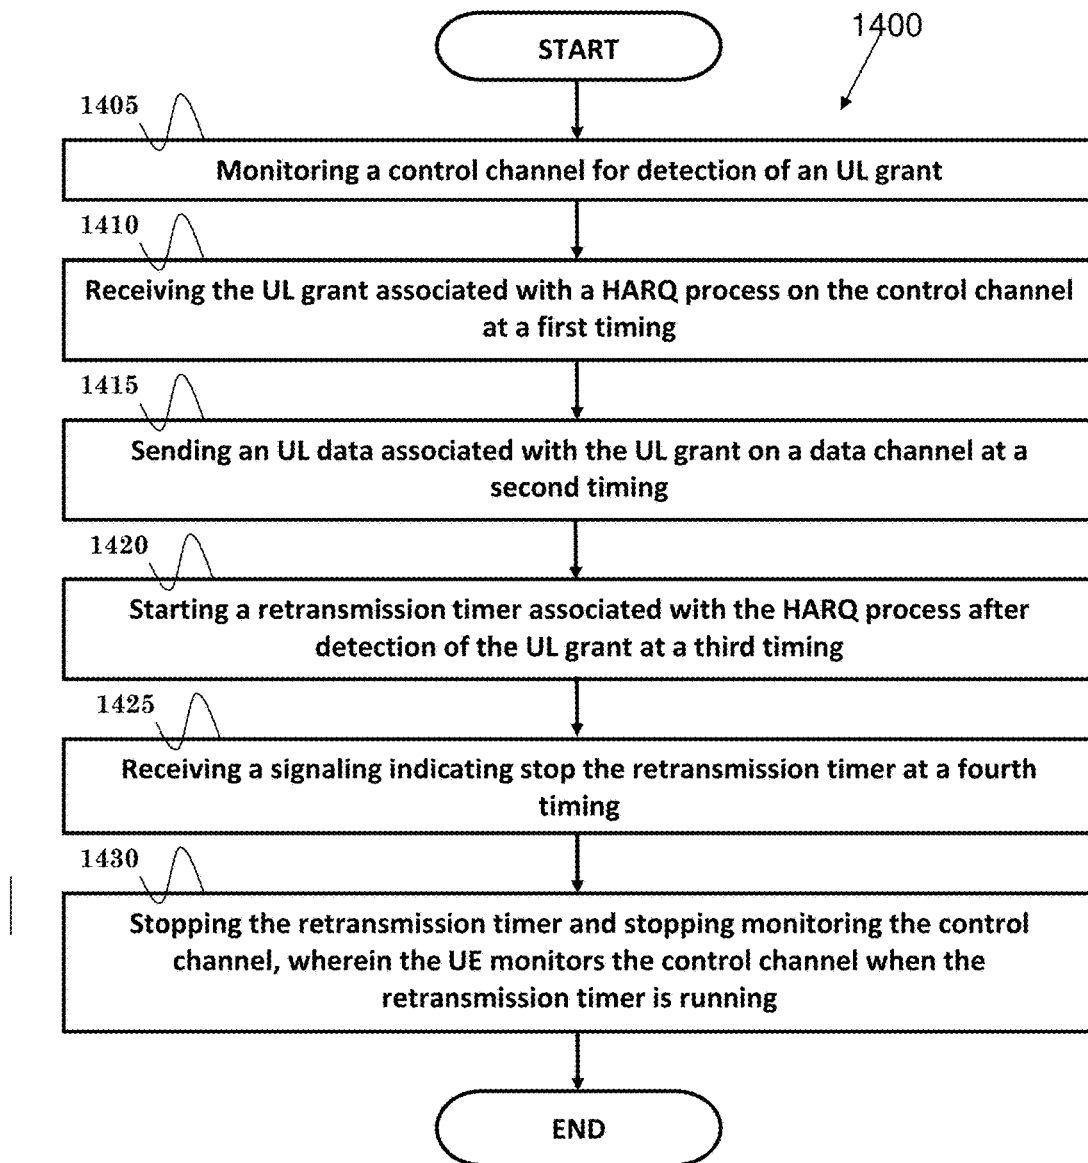 START
1400
1405
Monitoring a control channel for detection of an UL grant
1410
Receiving the UL grant associated with a HARQ process on the control channel
at a first timing
1415
Sending an UL data associated with the UL grant on a data channel at a
second timing
1420
Starting a retransmission timer associated with the HARQ process after
detection of the UL grant at a third timing
1425
Receiving a signaling indicating stop the retransmission timer at a fourth
timing
1430
Stopping the retransmission timer and stopping monitoring the control
channel, wherein the UE monitors the control channel when the
retransmission timer is running
END